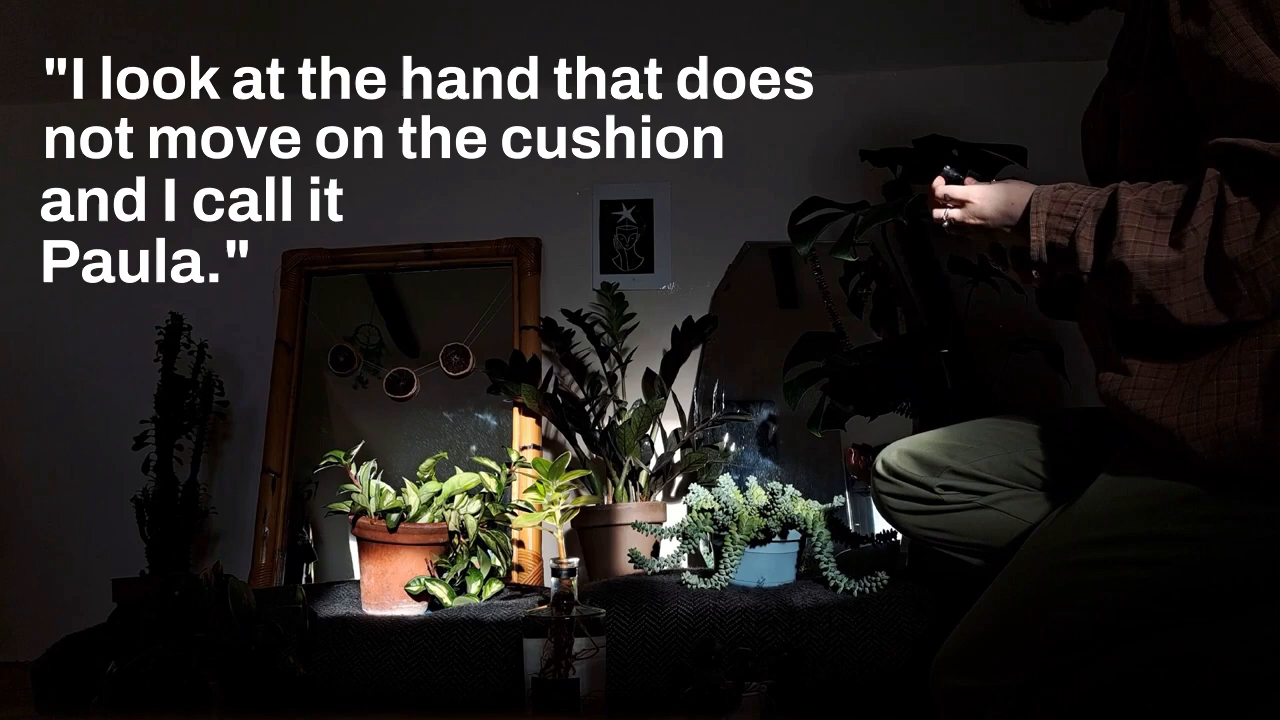 "I look at the hand that does
not move on the cushion
and I call it
Paula."